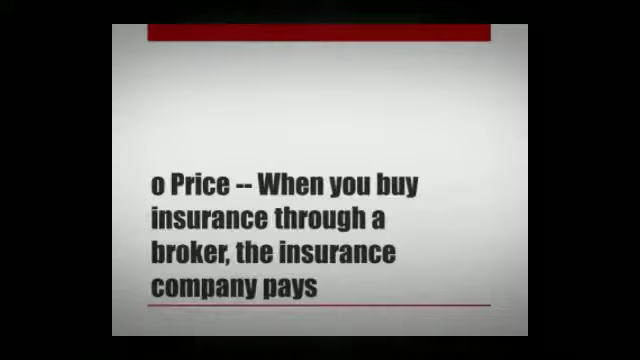 o Price -- When you buy
insurance through a
broker, the insurance
company pays